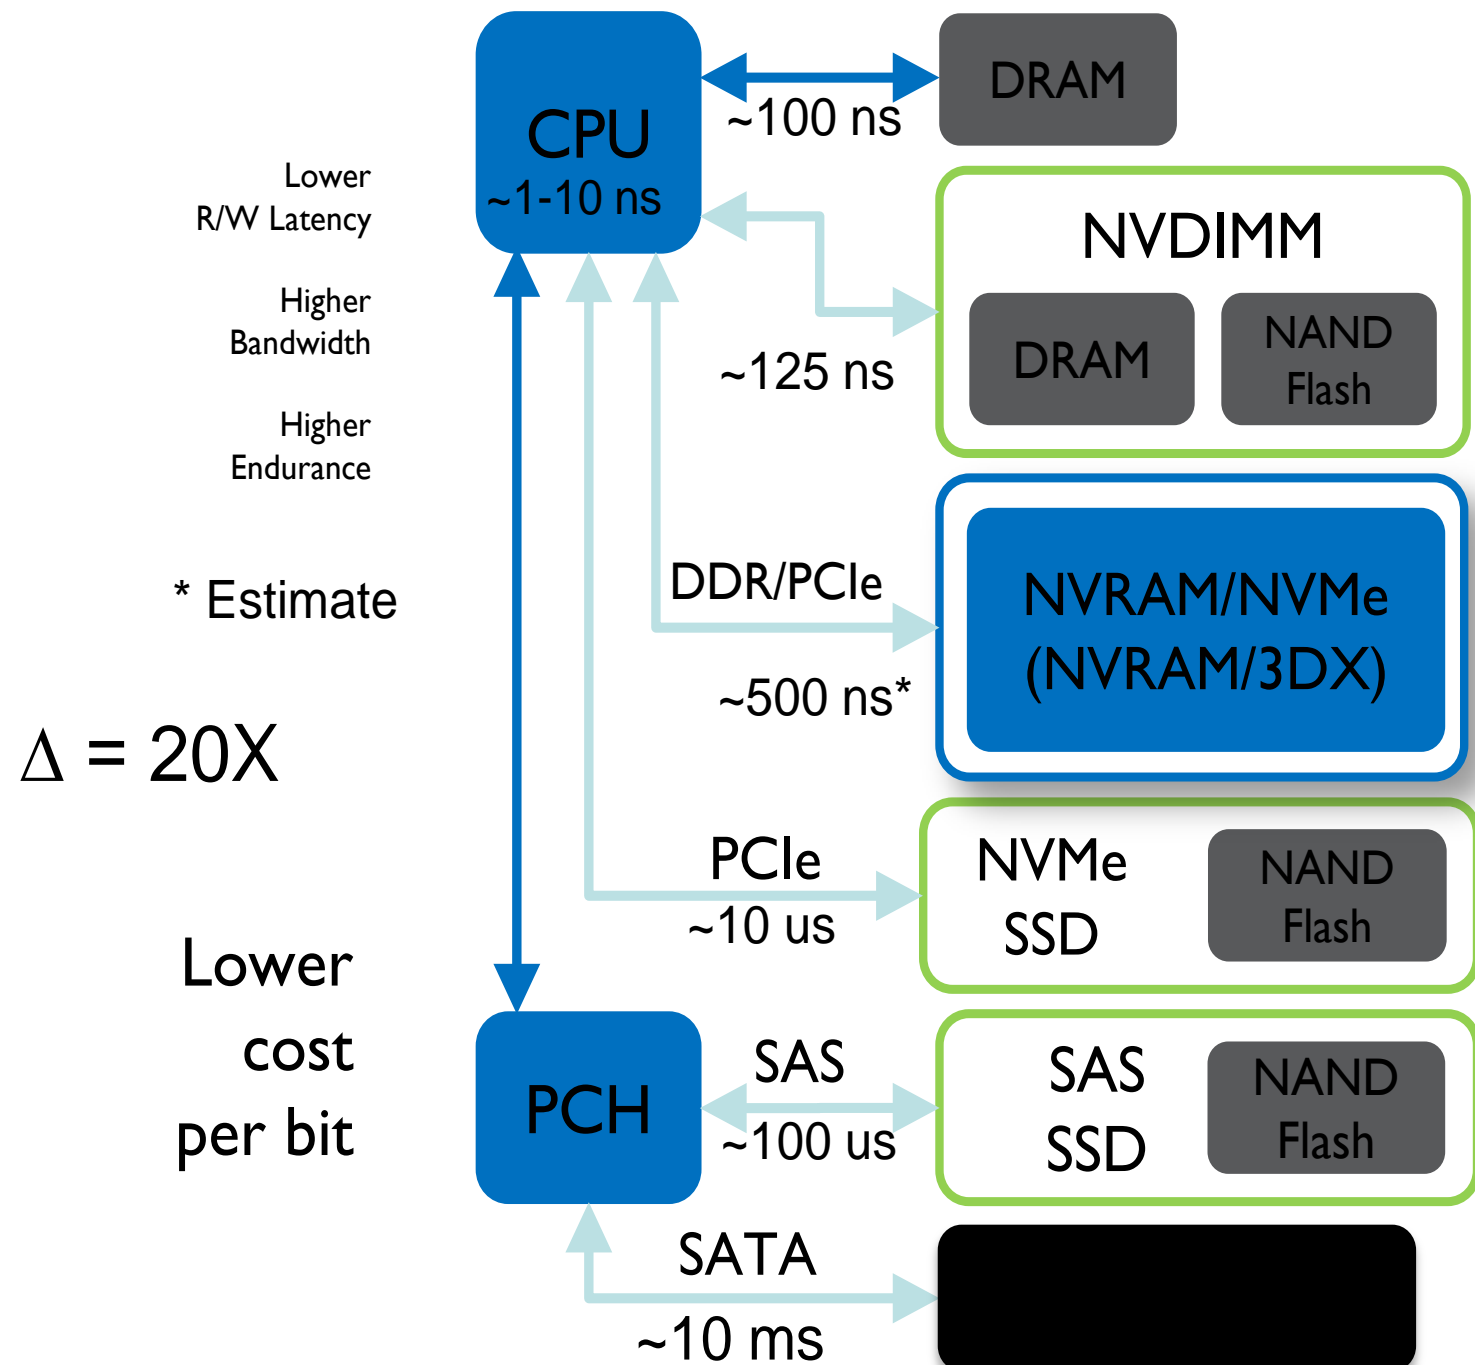 CPU
~1-10 ns
~100 ns
DRAM
Lower
R/W Latency
Higher
Bandwidth
Higher
Endurance
* Estimate
Δ = 20X
Lower
cost
per bit
~125 ns
NVDIMM
DRAM
NAND
Flash
DDR/PCIe
~500 ns*
NVRAM/NVMe
(NVRAM/3DX)
PCIe
~10 us
NVMe
SSD
NAND
Flash
PCH
SAS
~100 us
SAS
SSD
NAND
Flash
SATA
~10 ms